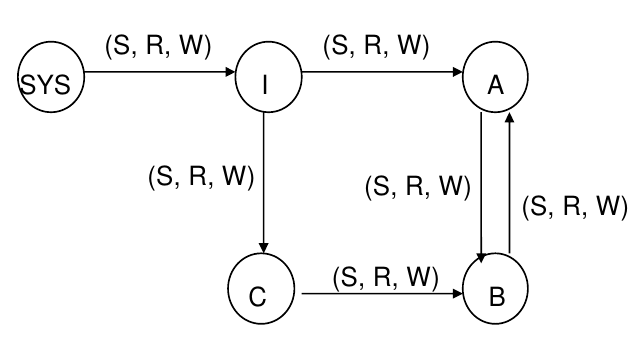 (S, R, W)
(S, R, W)
SYS
I
A
(S, R, W)
(S, R, W)
(S, R, W)
(S, R, W)
C
B